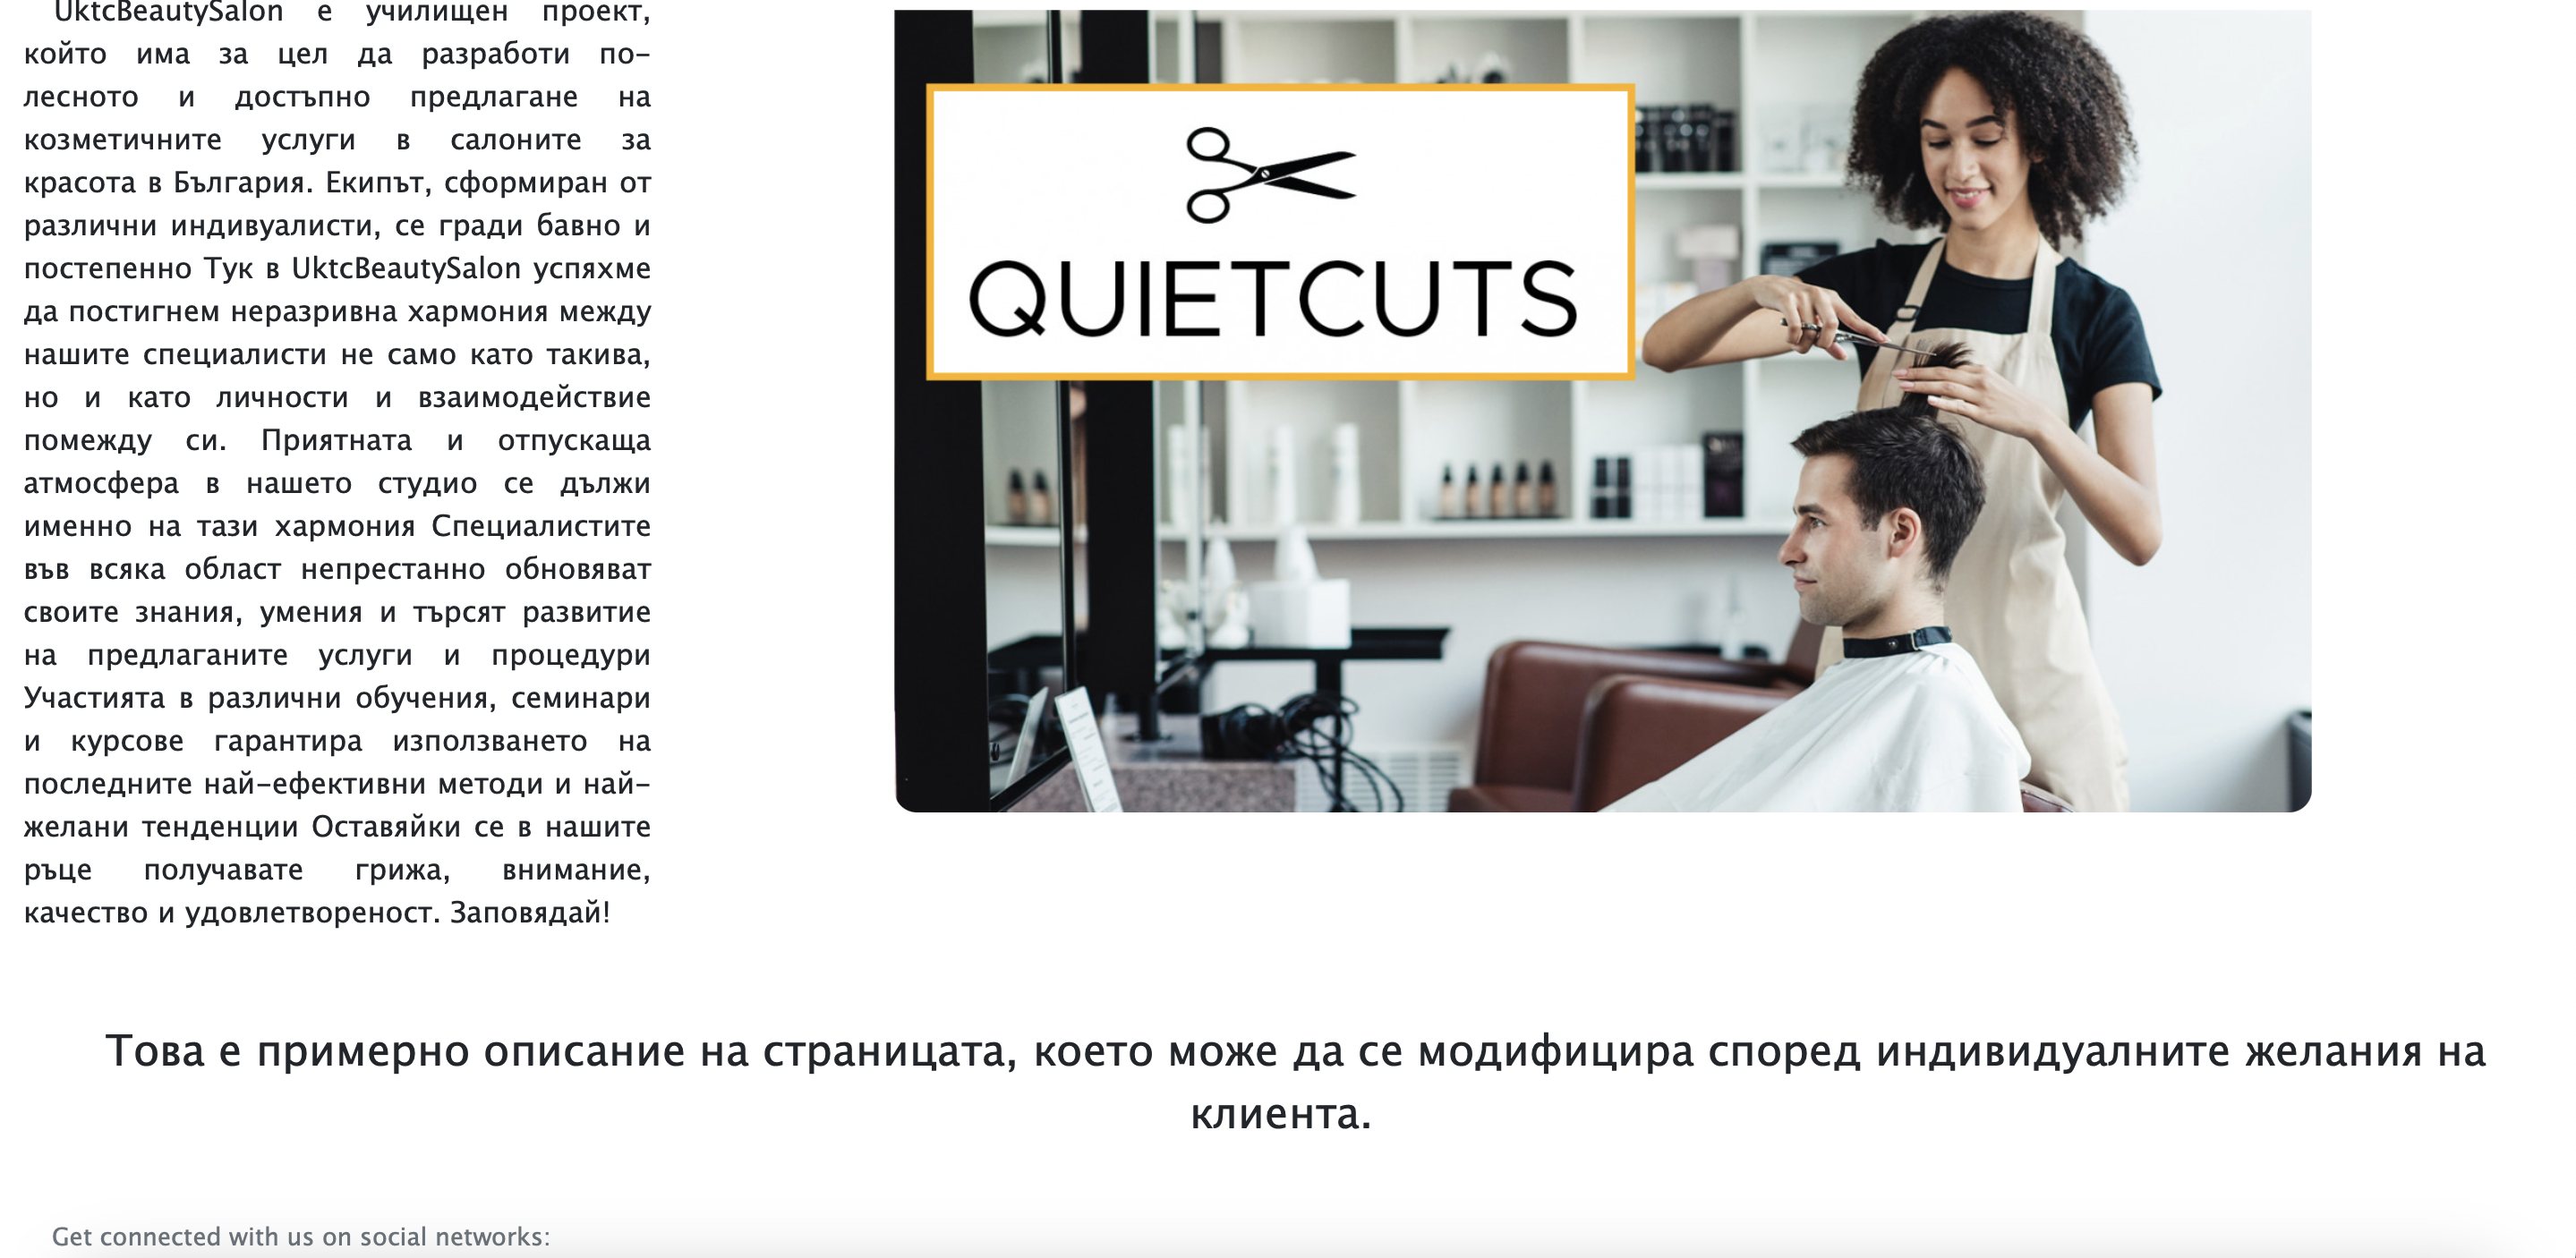 UktcBeautySalon е училищен проект,
който има за цел да разработи по-
лесното и достъпно предлагане на
козметичните услуги в салоните за
красота в България. Екипът, сформиран от
различни индивуалисти, се гради бавно и
постепенно Тук в UktcBeautySalon успяхме
да постигнем неразривна хармония между
нашите специалисти не само като такива,
но и като личности и взаимодействие
помежду си. Приятната и отпускаща
атмосфера в нашето студио се дължи
именно на тази хармония Специалистите
във всяка област непрестанно обновяват
своите знания, умения и търсят развитие
на предлаганите услуги и процедури
Участията в различни обучения, семинари
и курсове гарантира използването на
последните най-ефективни методи и най-
желани тенденции Оставяйки се в нашите
ръце получавате грижа, внимание,
качество и удовлетвореност. Заповядай!
QUIETCUTS
Това е примерно описание на страницата, което може да се модифицира според индивидуалните желания на
клиента.
Get connected with us on social networks: